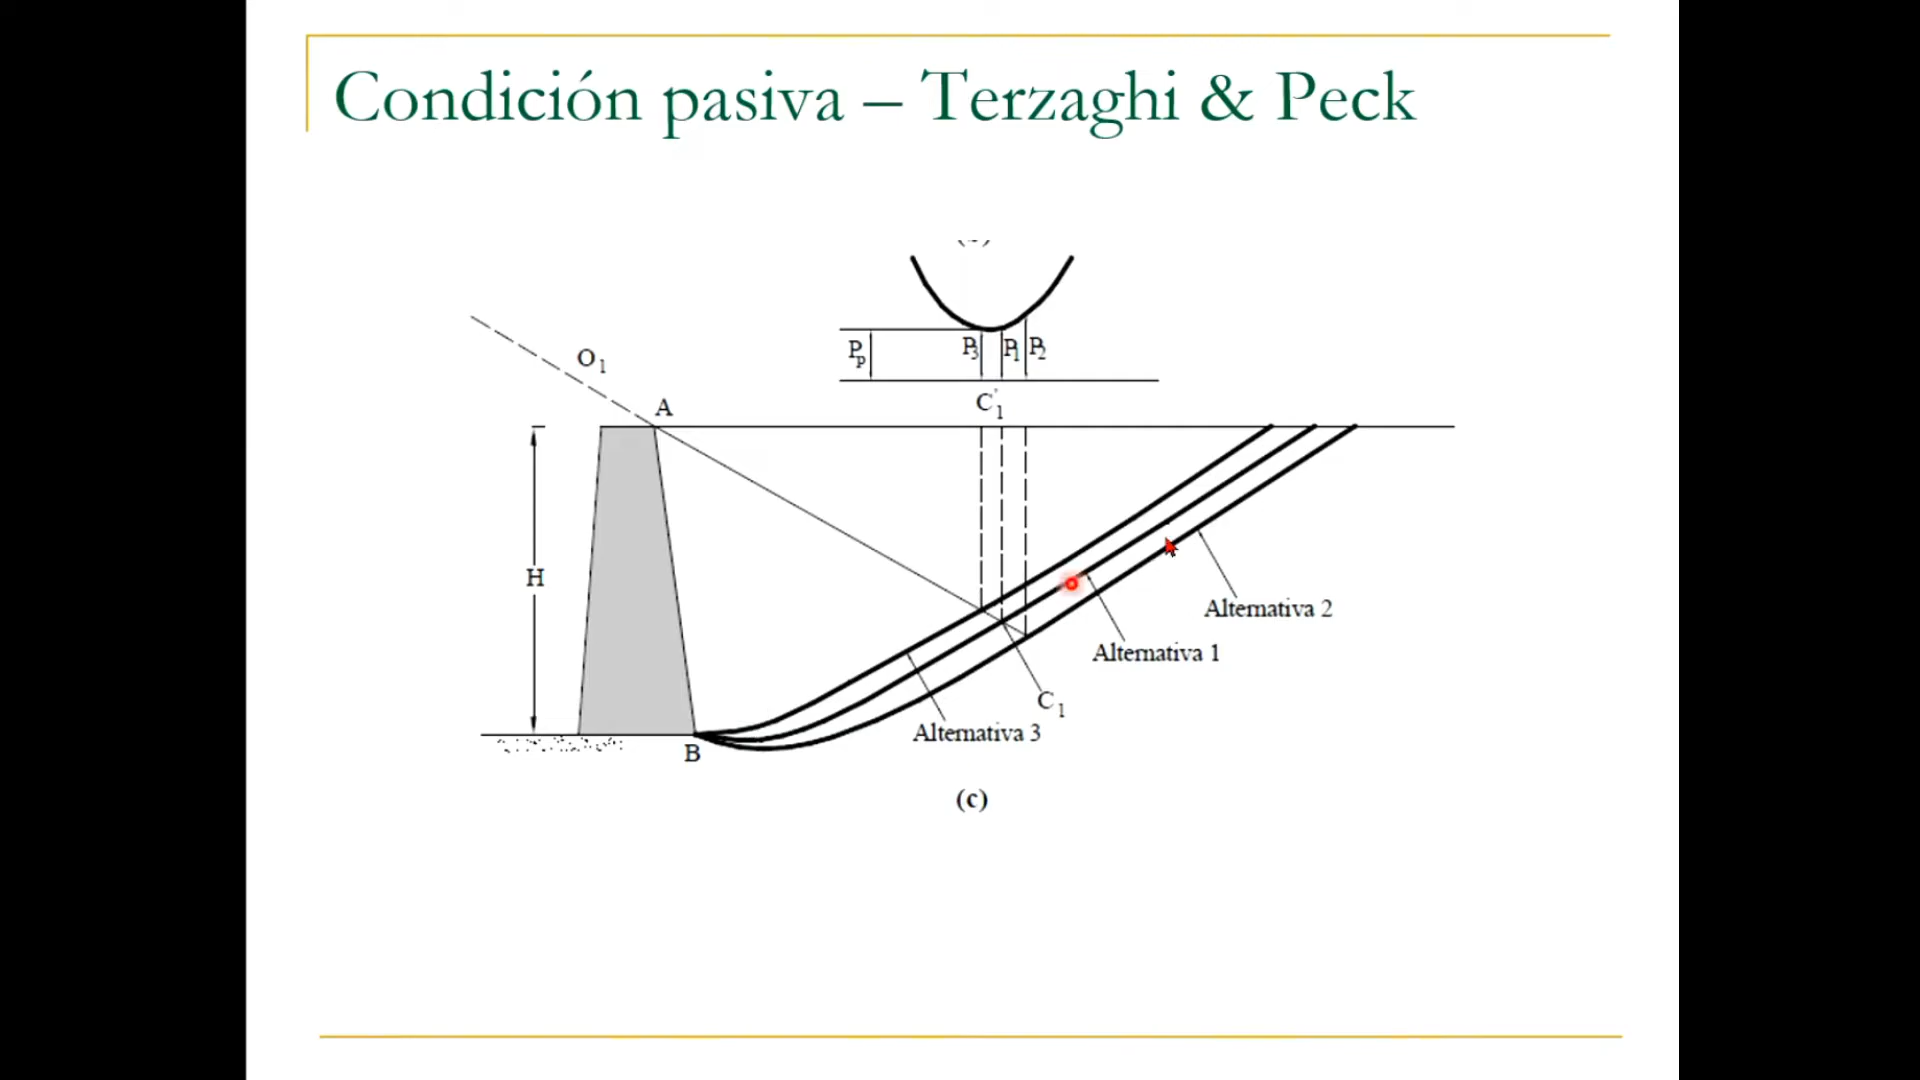 Condición pasiva – Terzaghi & Peck
Pp P3 P1 P2
O1
C'1
A
H
Alternativa 2
Alternativa 1
C1
Alternativa 3
B
(c)